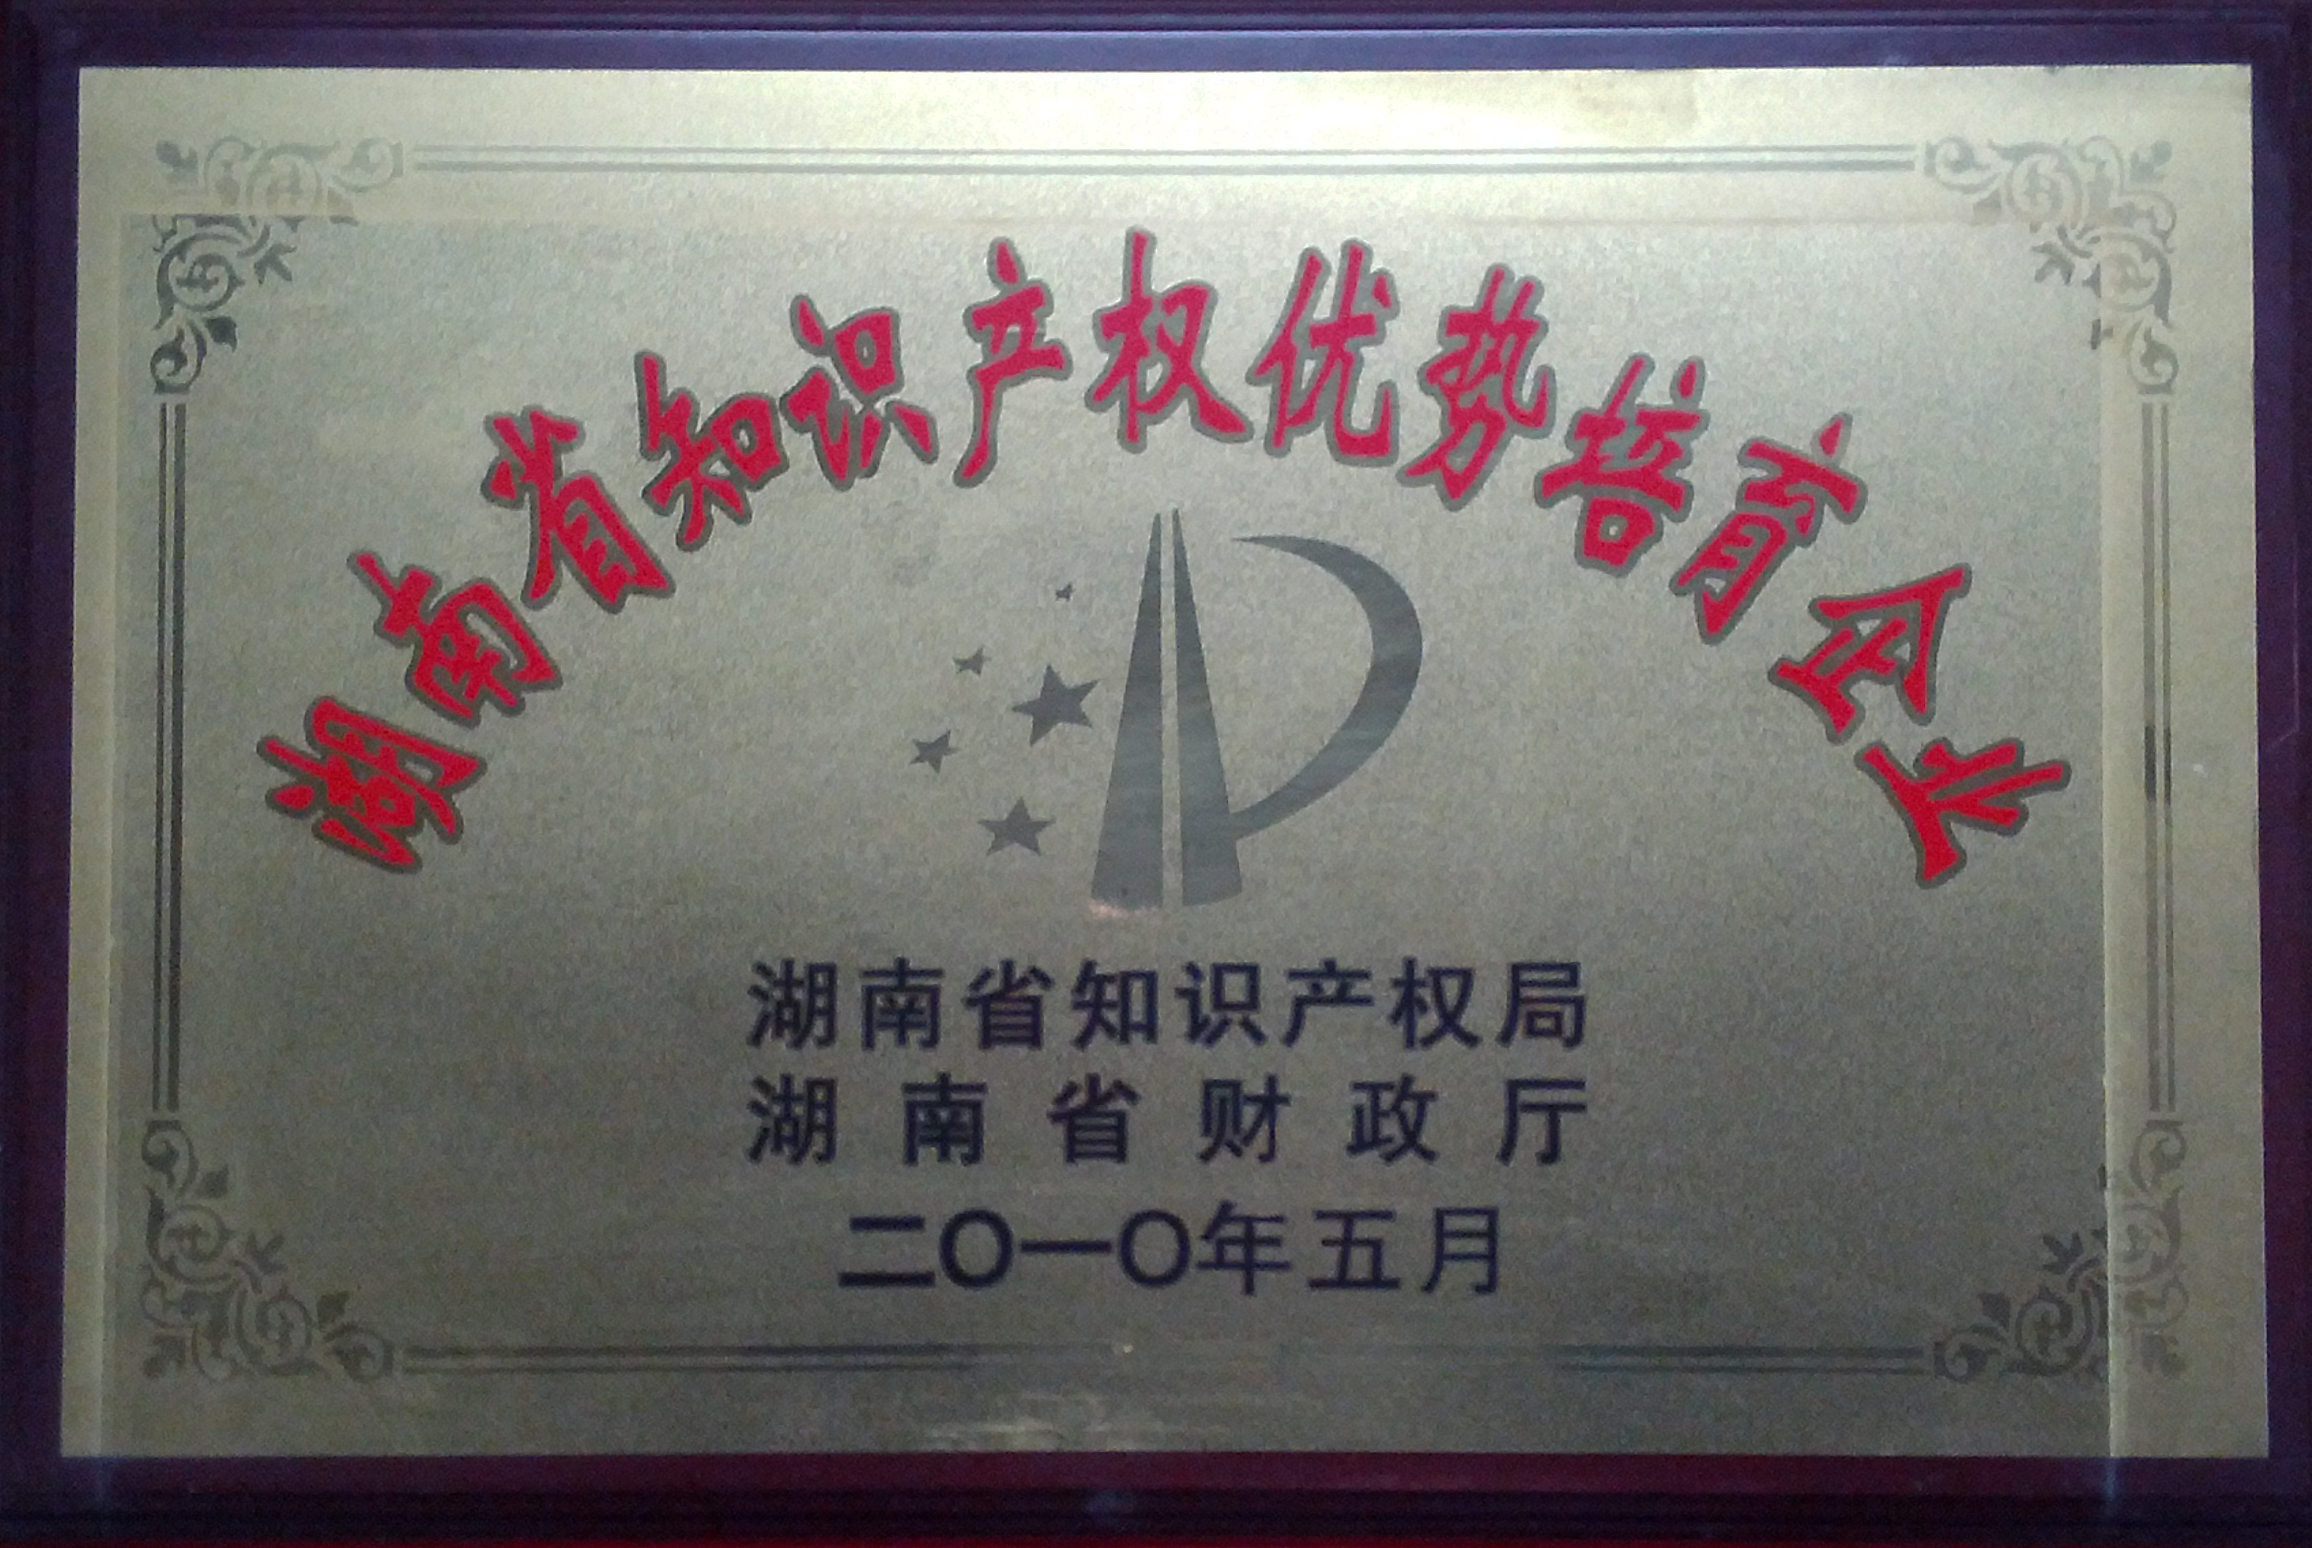 湖南省知识产权优势培育企业
湖南省知识产权局
湖南省财政厅
二〇一〇年五月